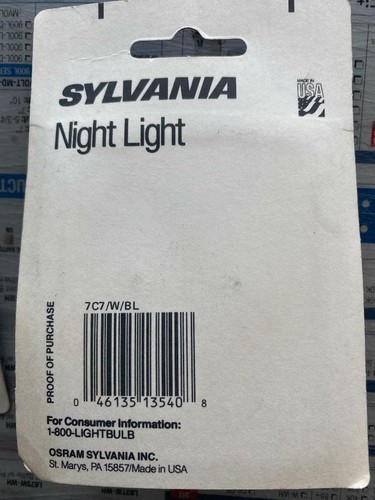 SYLVANIA
MADE IN
USA
Night Light
PROOF OF PURCHASE
7C7/W/BL
0 46135 13540 8
For Consumer Information:
1-800-LIGHTBULB
OSRAM SYLVANIA INC.
St. Marys, PA 15857/Made in USA